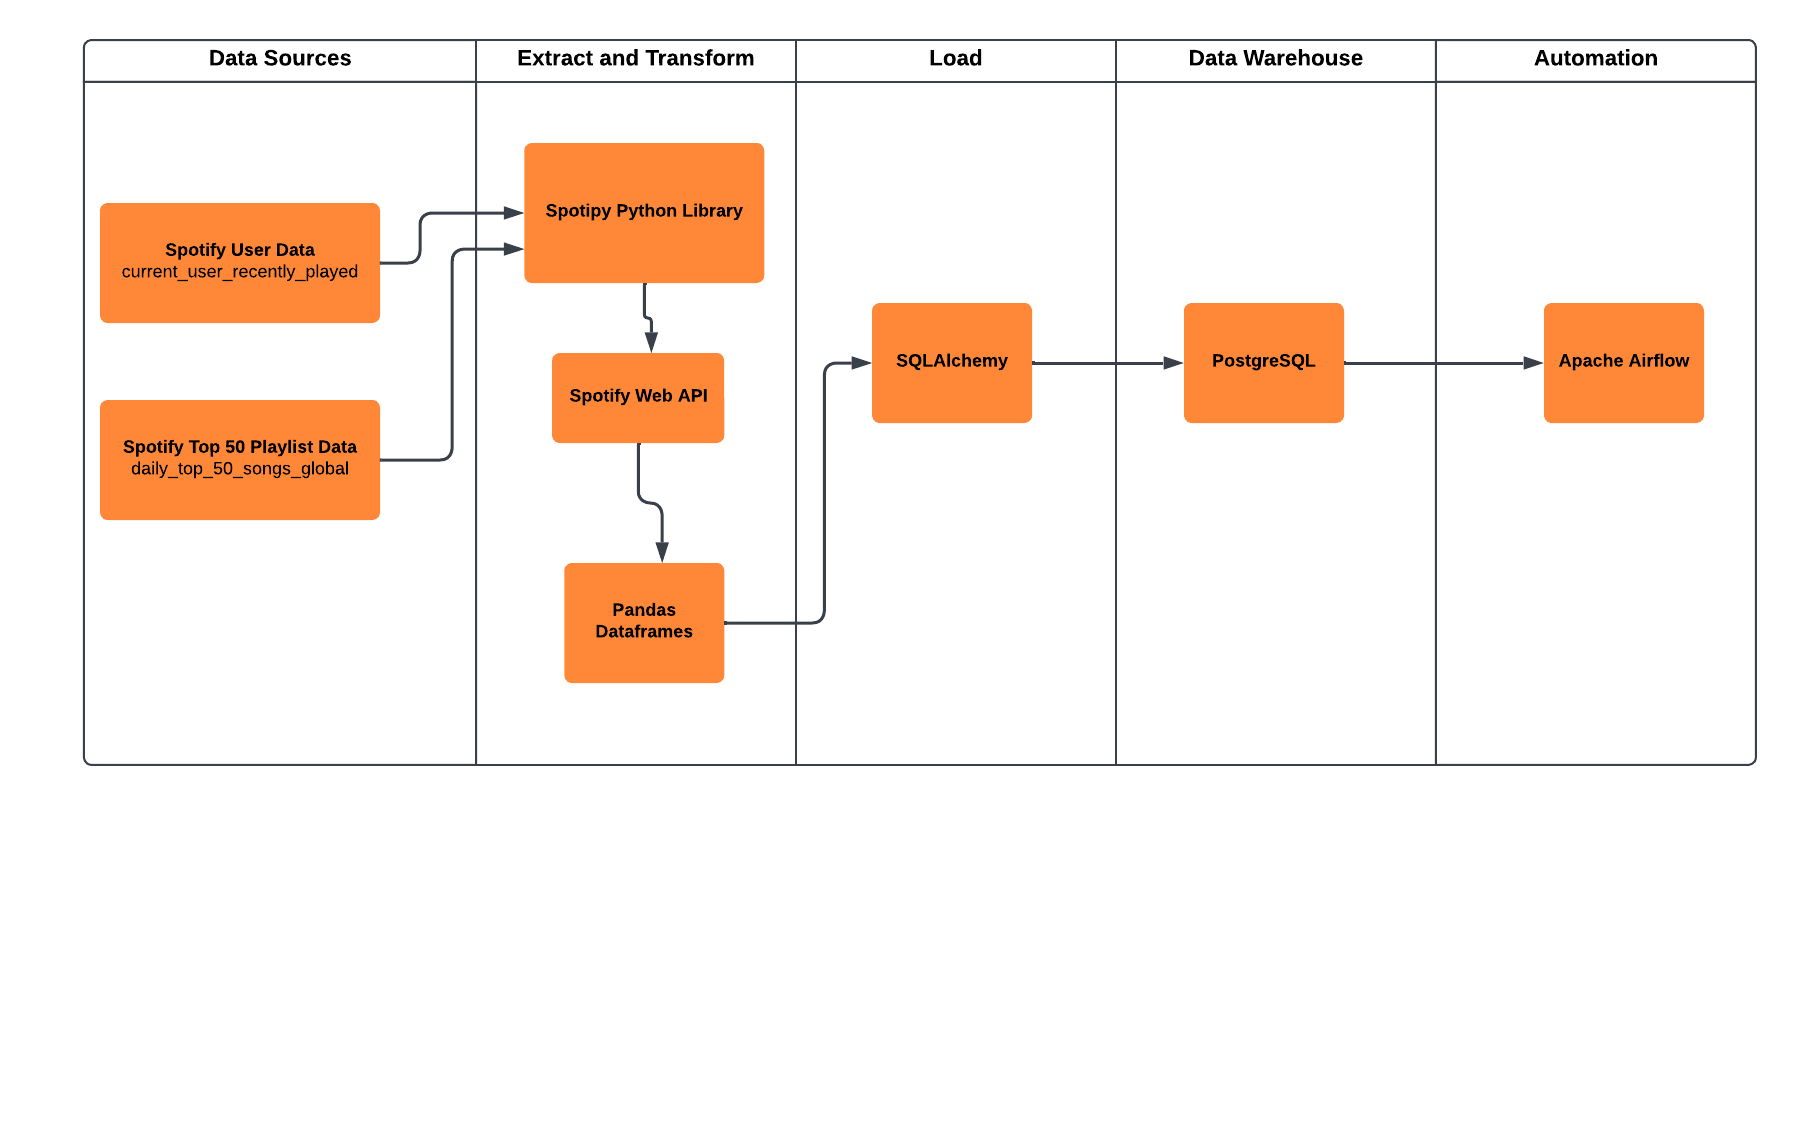 Data Sources
Extract and Transform
Load
Data Warehouse
Automation
Spotify User Data
current_user_recently_played
Spotify Top 50 Playlist Data
daily_top_50_songs_global
Spotipy Python Library
Spotify Web API
Pandas
Dataframes
SQLAlchemy
PostgreSQL
Apache Airflow